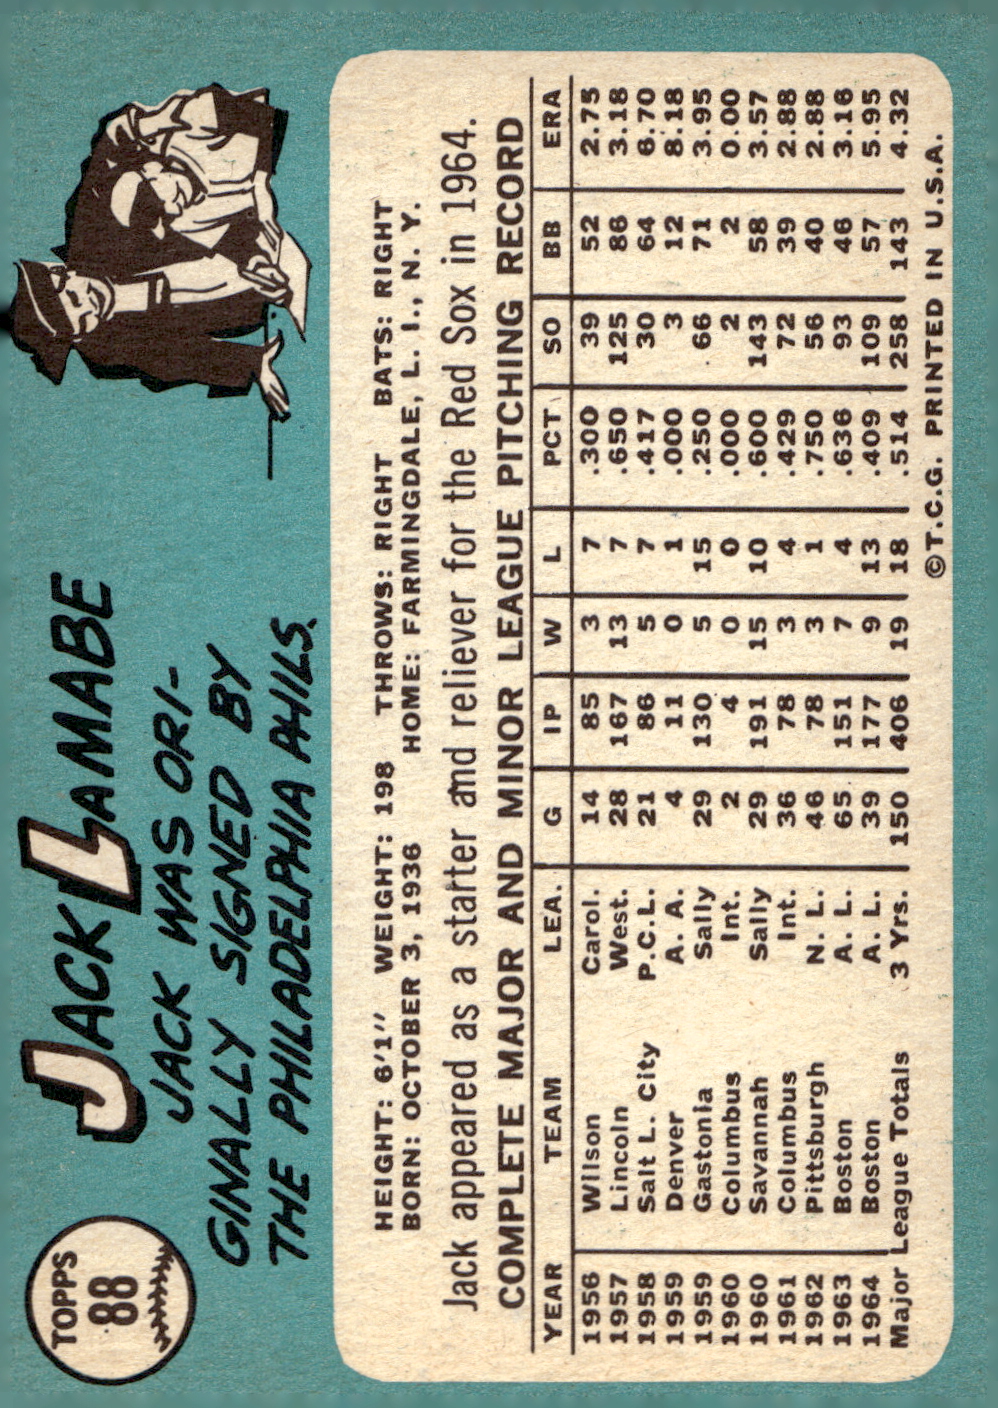 TOPPS
88
JACK LAMABE
JACK WAS ORI-
GINALLY SIGNED BY
THE PHILADELPHIA PHILS.
HEIGHT: 6'1" WEIGHT: 198 THROWS: RIGHT BATS: RIGHT
BORN: OCTOBER 3, 1936 HOME: FARMINGDALE, L. I., N. Y.
Jack appeared as a starter and reliever for the Red Sox in 1964.
COMPLETE MAJOR AND MINOR LEAGUE PITCHING RECORD
YEAR TEAM LEA. G IP W L PCT SO BB ERA
1956 Wilson Carol. 14 85 3 7 .300 39 52 2.75
1957 Lincoln West. 28 167 13 7 .650 125 86 3.18
1958 Salt L. City P.C.L. 21 86 5 7 .417 30 64 6.70
1959 Denver A. A. 4 11 0 1 .000 3 12 8.18
1959 Gastonia Sally 29 130 5 15 .250 66 71 3.95
1960 Columbus Int. 2 4 0 0 .000 2 2 0.00
1960 Savannah Sally 29 191 15 10 .600 143 58 3.57
1961 Columbus Int. 36 78 3 4 .429 72 39 2.88
1962 Pittsburgh N. L. 46 78 3 1 .750 56 40 2.88
1963 Boston A. L. 65 151 7 4 .636 93 46 3.16
1964 Boston A. L. 39 177 9 13 .409 109 57 5.95
Major League Totals 3 Yrs. 150 406 19 18 .514 258 143 4.32
©T.C.G. PRINTED IN U.S.A.